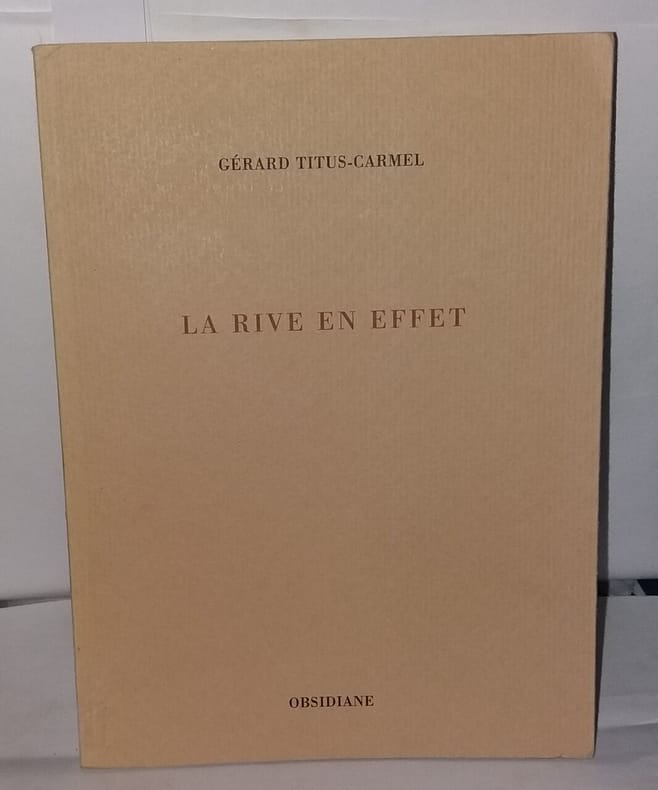 GÉRARD TITUS-CARMEL
LA RIVE EN EFFET
OBSIDIANE